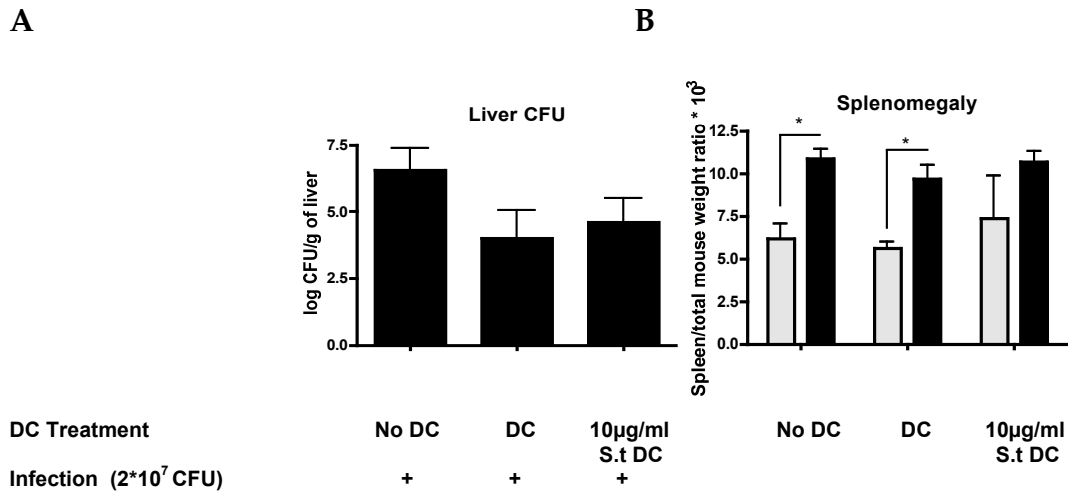 A
B
Liver CFU
log CFU/g of liver
7.5
5.0
2.5
0.0
Splenomegaly
Spleen/total mouse weight ratio * 10³
12.5
10.0
7.5
5.0
2.5
0.0
*
*
DC Treatment
No DC
DC
10µg/ml
S.t DC
No DC
DC
10µg/ml
S.t DC
Infection (2*10⁷ CFU)
+
+
+